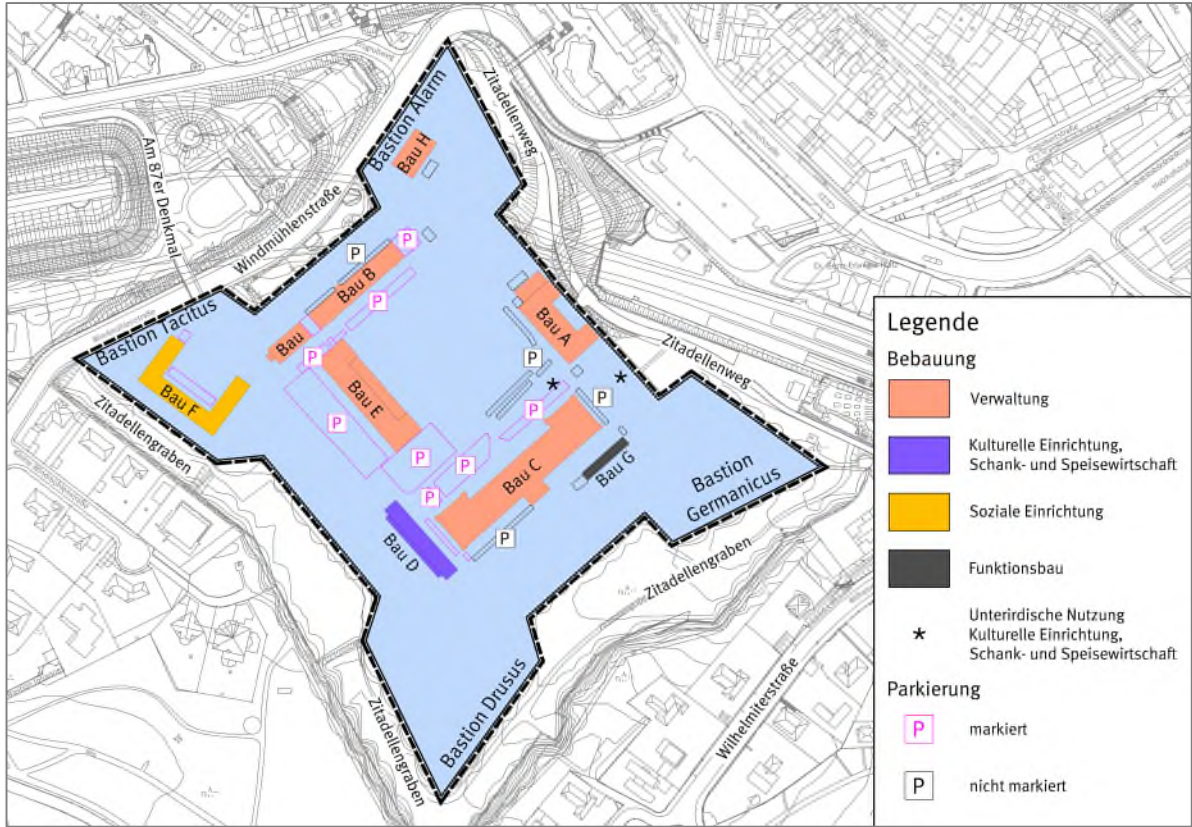 Bastion Alarm
Zitadellenweg
Bau H
Am 87er Denkmal
Windmühlenstraße
P
P
Bau B
P
Bastion Tacitus
Bau
Bau A
P
Zitadellenweg
P
Bau F
Bau E
*
*
P
P
P
Zitadellengraben
P
P
Bau C
Bau G
Bastion
Germanicus
P
P
Bau D
Zitadellengraben
Bastion Drusus
Zitadellengraben
Wilhelmiterstraße
Legende
Bebauung
Verwaltung
Kulturelle Einrichtung,
Schank- und Speisewirtschaft
Soziale Einrichtung
Funktionsbau
*
Unterirdische Nutzung
Kulturelle Einrichtung,
Schank- und Speisewirtschaft
Parkierung
P
markiert
P
nicht markiert